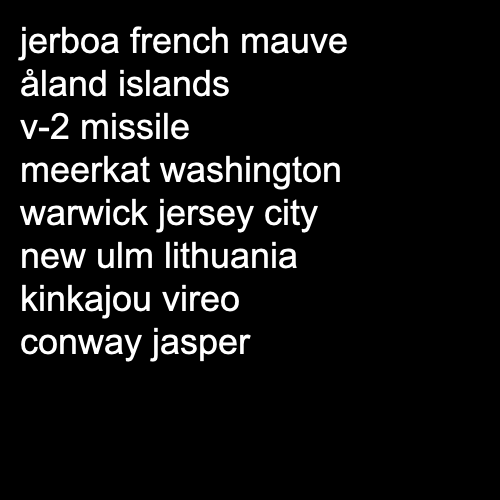 jerboa french mauve
åland islands
v-2 missile
meerkat washington
warwick jersey city
new ulm lithuania
kinkajou vireo
conway jasper